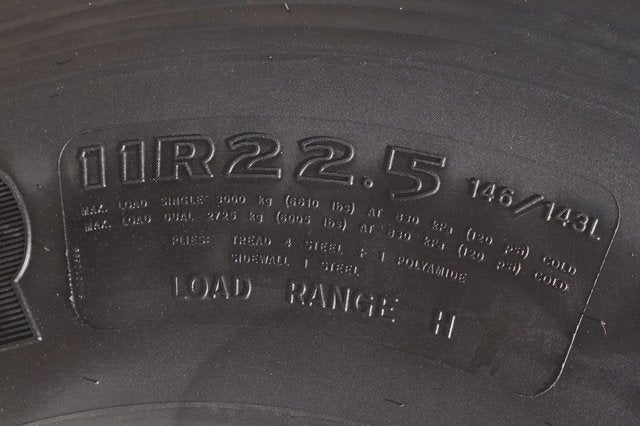 11R22.5 146/143L
MAX. LOAD SINGLE 3000 kg (6610 lbs) AT 830 kPa (120 PSI) COLD
MAX. LOAD DUAL 2725 kg (6005 lbs) AT 830 kPa (120 PSI) COLD
PLIES: TREAD 4 STEEL + 1 POLYAMIDE
SIDEWALL 1 STEEL
LOAD RANGE H